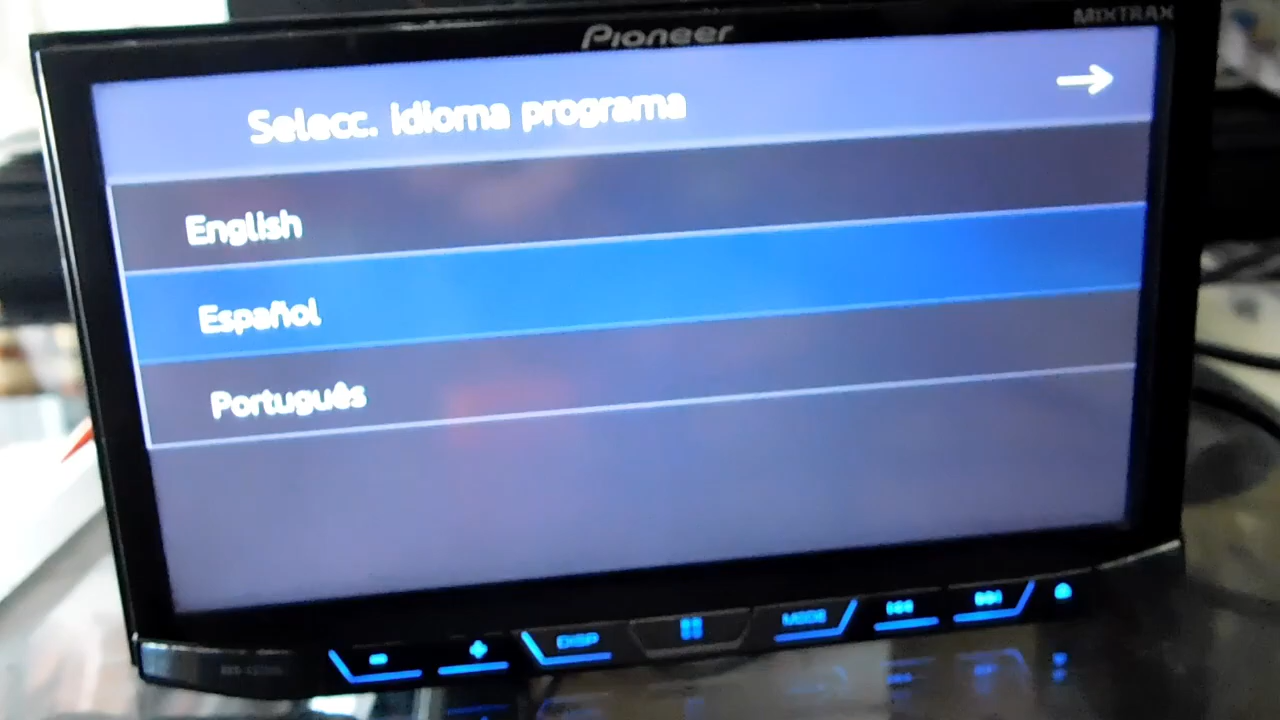 Pioneer
MIXTRAX
Selecc. idioma programa
English
Español
Português
DISP
MODE